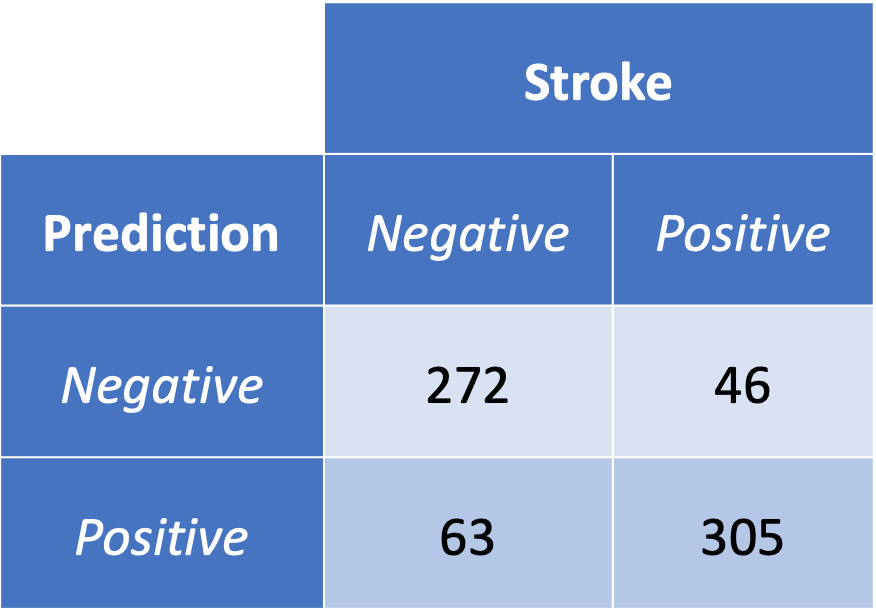 Stroke
Prediction Negative Positive
Negative 272 46
Positive 63 305